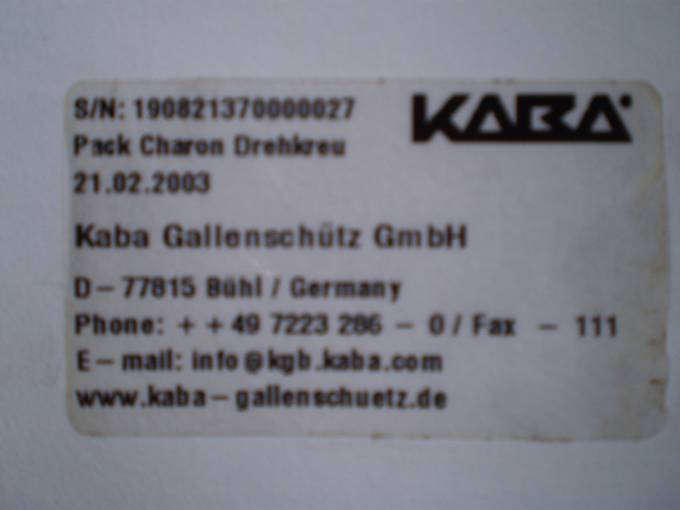 S/N: 190821370000027
KABA
Pack Charon Drehkreu
21.02.2003
Kaba Gallenschütz GmbH
D - 77815 Bühl / Germany
Phone: + + 49 7223 286 - 0 / Fax - 111
E - mail: info @ kgb.kaba.com
www.kaba - gallenschuetz.de